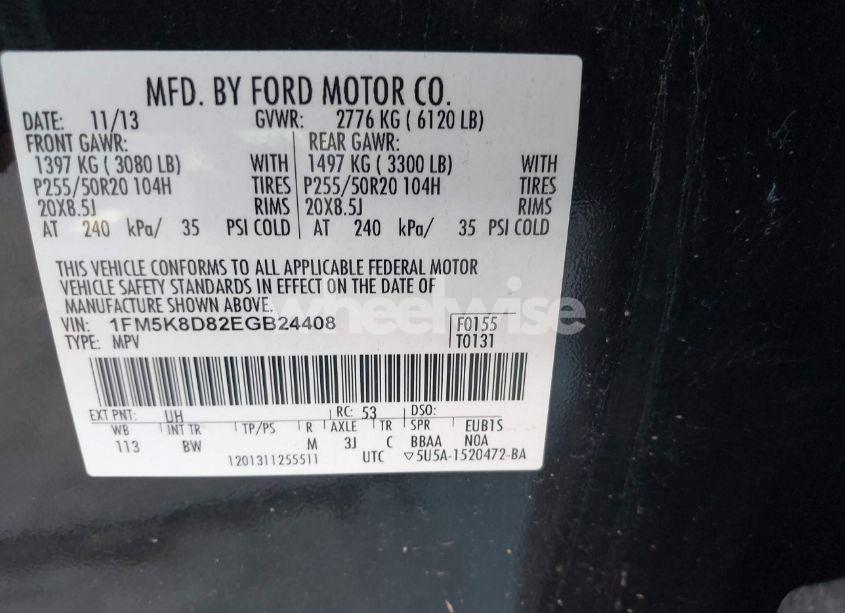 MFD. BY FORD MOTOR CO.
DATE: 11/13 GVWR: 2776 KG ( 6120 LB)
FRONT GAWR: REAR GAWR:
1397 KG ( 3080 LB) WITH 1497 KG ( 3300 LB) WITH
P255/50R20 104H TIRES P255/50R20 104H TIRES
20X8.5J RIMS 20X8.5J RIMS
AT 240 kPa/ 35 PSI COLD AT 240 kPa/ 35 PSI COLD
THIS VEHICLE CONFORMS TO ALL APPLICABLE FEDERAL MOTOR
VEHICLE SAFETY STANDARDS IN EFFECT ON THE DATE OF
MANUFACTURE SHOWN ABOVE.
wheelwise
VIN: 1FM5K8D82EGB24408 F0155
TYPE: MPV T0131
EXT PNT: UH RC: 53 DSO:
WB INT TR TP/PS R AXLE TR SPR EUB1S
113 BW M 3J C BBAA N0A
1201311255511 UTC ▽5U5A-1520472-BA